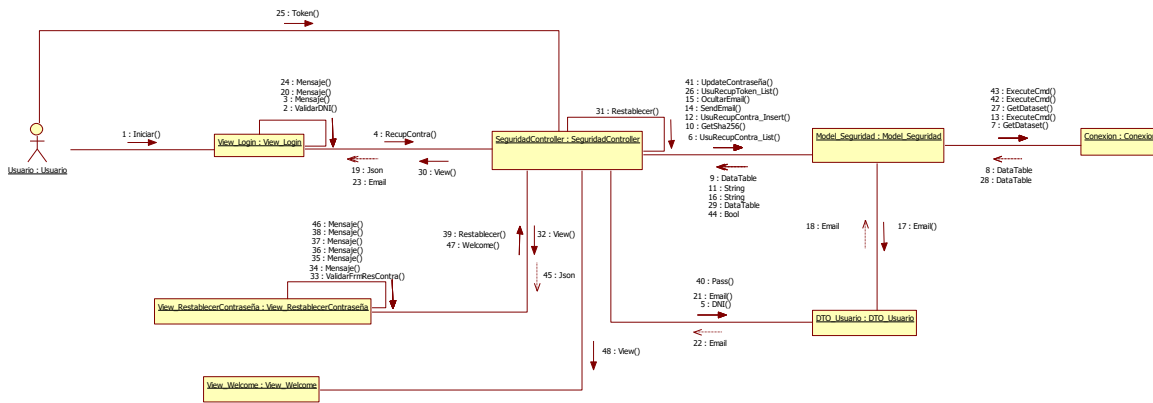 25 : Token()
24 : Mensaje()
20 : Mensaje()
3 : Mensaje()
2 : ValidarDNI()
41 : UpdateContraseña()
26 : UsuRecupToken_List()
15 : OcultarEmail()
14 : SendEmail()
12 : UsuRecupContra_Insert()
10 : GetSha256()
6 : UsuRecupContra_List()
43 : ExecuteCmd()
42 : ExecuteCmd()
27 : GetDataset()
13 : ExecuteCmd()
7 : GetDataset()
31 : Restablecer()
1 : Iniciar()
View_Login : View_Login
4 : RecupContra()
SeguridadController : SeguridadController
Model_Seguridad : Model_Seguridad
Conexion : Conexion
Usuario : Usuario
19 : Json
23 : Email
30 : View()
9 : DataTable
11 : String
16 : String
29 : DataTable
44 : Bool
8 : DataTable
28 : DataTable
46 : Mensaje()
38 : Mensaje()
37 : Mensaje()
36 : Mensaje()
35 : Mensaje()
34 : Mensaje()
33 : ValidarFrmResContra()
39 : Restablecer()
47 : Welcome()
32 : View()
45 : Json
18 : Email
17 : Email()
40 : Pass()
21 : Email()
5 : DNI()
View_RestablecerContraseña : View_RestablecerContraseña
DTO_Usuario : DTO_Usuario
22 : Email
48 : View()
View_Welcome : View_Welcome